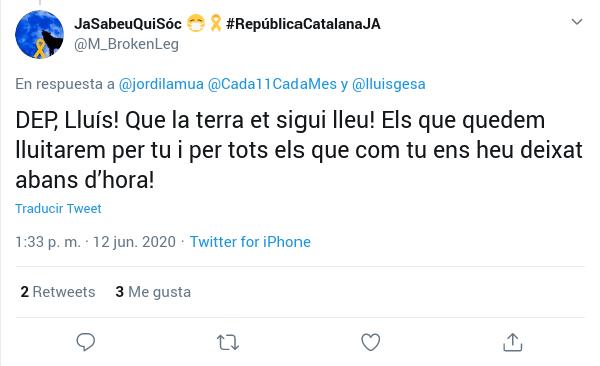 JaSabeuQuiSóc 😷🎗️#RepúblicaCatalanaJA
@M_BrokenLeg
En respuesta a @jordilamua @Cada11CadaMes y @lluisgesa
DEP, Lluís! Que la terra et sigui lleu! Els que quedem
lluitarem per tu i per tots els que com tu ens heu deixat
abans d’hora!
Traducir Tweet
1:33 p. m. · 12 jun. 2020 · Twitter for iPhone
2 Retweets 3 Me gusta